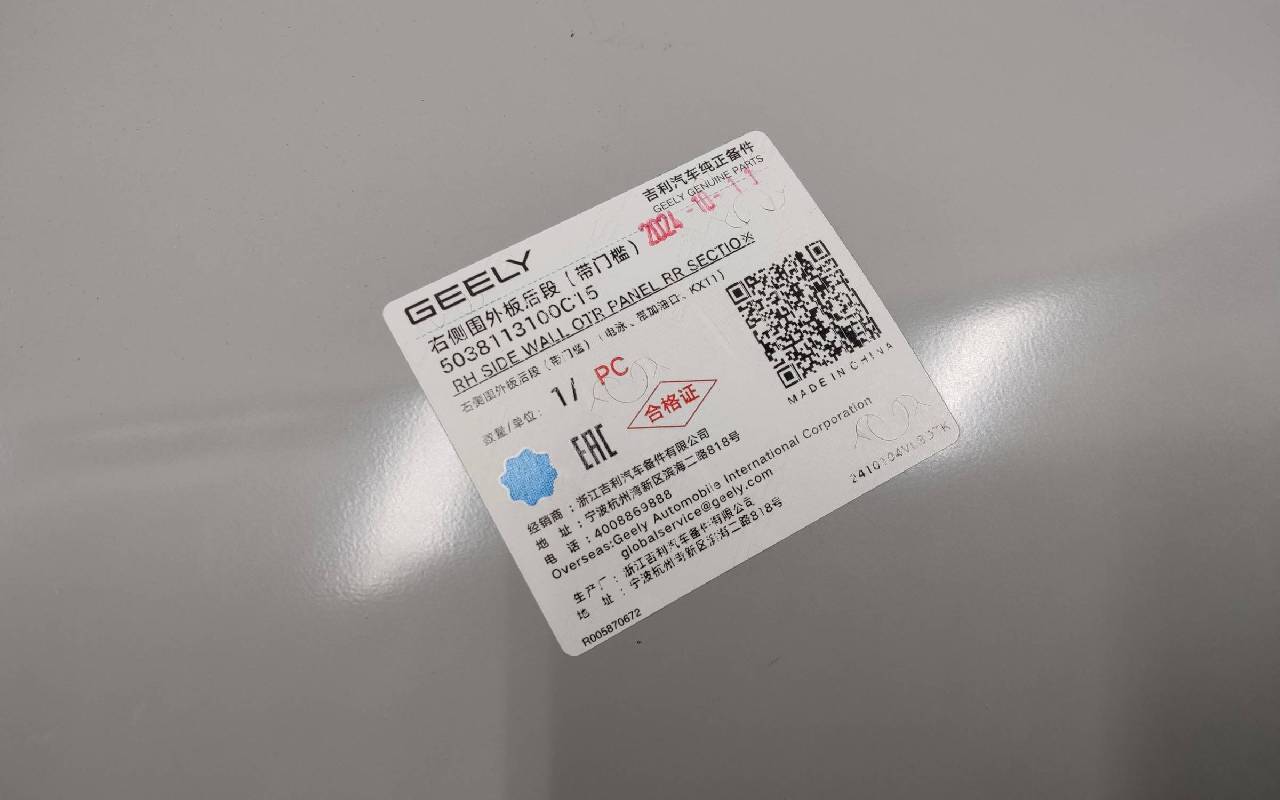 吉利汽车纯正备件
GEELY GENUINE PARTS
2024-10-11
GEELY
右侧围外板后段（带门槛）
5038113100C15
RH SIDE WALL OTR PANEL RR SECTIO※
右侧围外板后段（带门槛）（电泳、带加油口、KX11）
数量/单位： 1/ PC
合格证
EAC
MADE IN CHINA
经销商：浙江吉利汽车备件有限公司
地 址：宁波杭州湾新区滨海二路818号
电 话：4008869888
Overseas:Geely Automobile International Corporation
globalservice@geely.com
生产厂：浙江吉利汽车备件有限公司
地 址：宁波杭州湾新区滨海二路818号
R005870672